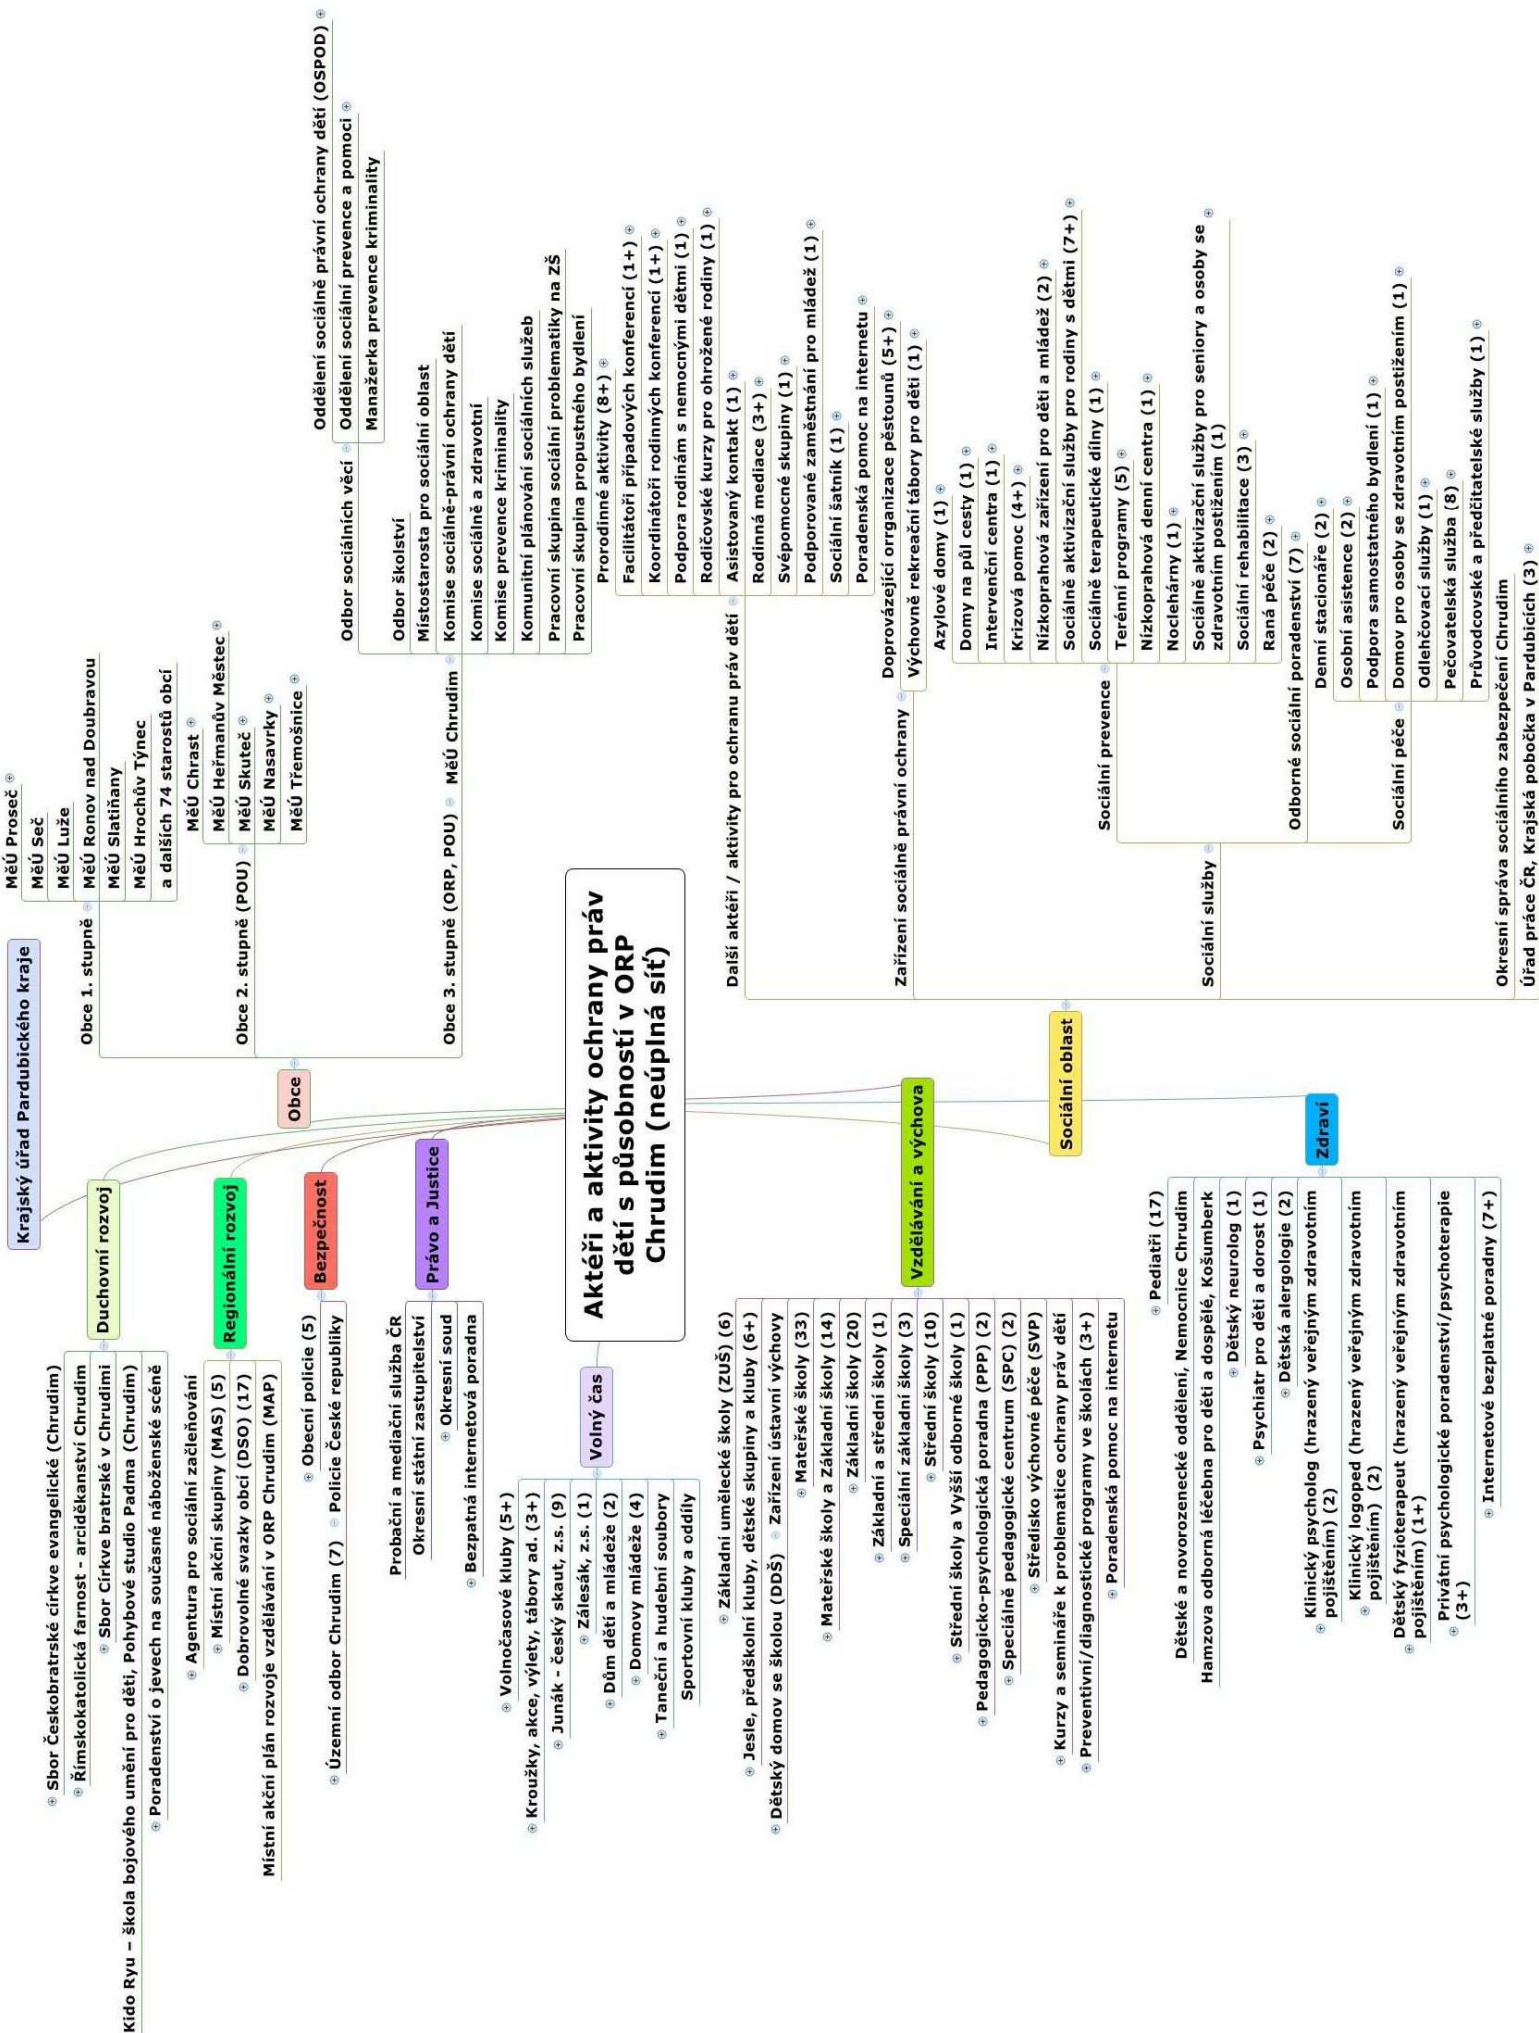 Krajský úřad Pardubického kraje
Duchovní rozvoj
Sbor Českobratrské církve evangelické (Chrudim)
Římskokatolická farnost - arciděkanství Chrudim
Sbor Církve bratrské v Chrudimi
Kido Ryu – škola bojového umění pro děti, Pohybové studio Padma (Chrudim)
Poradenství o jevech na současné náboženské scéně
Regionální rozvoj
Agentura pro sociální začleňování
Místní akční skupiny (MAS) (5)
Dobrovolné svazky obcí (DSO) (17)
Místní akční plán rozvoje vzdělávání v ORP Chrudim (MAP)
Bezpečnost
Obecní policie (5)
Územní odbor Chrudim (7)
Policie České republiky
Právo a Justice
Probační a mediační služba ČR
Okresní státní zastupitelství
Okresní soud
Bezpatná internetová poradna
Volný čas
Volnočasové kluby (5+)
Kroužky, akce, výlety, tábory ad. (3+)
Junák - český skaut, z.s. (9)
Zálesák, z.s. (1)
Dům dětí a mládeže (2)
Domovy mládeže (4)
Taneční a hudební soubory
Sportovní kluby a oddíly
Aktéři a aktivity ochrany práv
dětí s působností v ORP
Chrudim (neúplná síť)
Obce
Obce 1. stupně
MěÚ Proseč
MěÚ Seč
MěÚ Luže
MěÚ Ronov nad Doubravou
MěÚ Slatiňany
MěÚ Hrochův Týnec
a dalších 74 starostů obcí
Obce 2. stupně (POU)
MěÚ Chrast
MěÚ Heřmanův Městec
MěÚ Skuteč
MěÚ Nasavrky
MěÚ Třemošnice
Obce 3. stupně (ORP, POU)
MěÚ Chrudim
Odbor sociálních věcí
Oddělení sociálně právní ochrany dětí (OSPOD)
Oddělení sociální prevence a pomoci
Manažerka prevence kriminality
Odbor školství
Místostarosta pro sociální oblast
Komise sociálně-právní ochrany dětí
Komise sociálně a zdravotní
Komise prevence kriminality
Komunitní plánování sociálních služeb
Pracovní skupina sociální problematiky na ZŠ
Pracovní skupina propustného bydlení
Vzdělávání a výchova
Základní umělecké školy (ZUŠ) (6)
Jesle, předškolní kluby, dětské skupiny a kluby (6+)
Dětský domov se školou (DDŠ)
Zařízení ústavní výchovy
Mateřské školy (33)
Mateřské školy a Základní školy (14)
Základní školy (20)
Základní a střední školy (1)
Speciální základní školy (3)
Střední školy (10)
Střední školy a Vyšší odborné školy (1)
Pedagogicko-psychologická poradna (PPP) (2)
Speciálně pedagogické centrum (SPC) (2)
Středisko výchovné péče (SVP)
Kurzy a semináře k problematice ochrany práv dětí
Preventivní/diagnostické programy ve školách (3+)
Poradenská pomoc na internetu
Sociální oblast
Další aktéři / aktivity pro ochranu práv dětí
Prorodinné aktivity (8+)
Facilitátoři případových konferencí (1+)
Koordinátoři rodinných konferencí (1+)
Podpora rodinám s nemocnými dětmi (1)
Rodičovské kurzy pro ohrožené rodiny (1)
Asistovaný kontakt (1)
Rodinná mediace (3+)
Svépomocné skupiny (1)
Podporované zaměstnání pro mládež (1)
Sociální šatník (1)
Poradenská pomoc na internetu
Zařízení sociálně právní ochrany
Doprovázející organizace pěstounů (5+)
Výchovně rekreační tábory pro děti (1)
Sociální služby
Sociální prevence
Azylové domy (1)
Domy na půl cesty (1)
Intervenční centra (1)
Krizová pomoc (4+)
Nízkoprahová zařízení pro děti a mládež (2)
Sociálně aktivizační služby pro rodiny s dětmi (7+)
Sociálně terapeutické dílny (1)
Terénní programy (5)
Nízkoprahová denní centra (1)
Noclehárny (1)
Sociálně aktivizační služby pro seniory a osoby se
zdravotním postižením (1)
Sociální rehabilitace (3)
Raná péče (2)
Odborné sociální poradenství (7)
Sociální péče
Denní stacionáře (2)
Osobní asistence (2)
Podpora samostatného bydlení (1)
Domov pro osoby se zdravotním postižením (1)
Odlehčovací služby (1)
Pečovatelská služba (8)
Průvodcovské a předčitatelské služby (1)
Okresní správa sociálního zabezpečení Chrudim
Úřad práce ČR, Krajská pobočka v Pardubicích (3)
Zdraví
Pediatři (17)
Dětské a novorozenecké oddělení, Nemocnice Chrudim
Hamzova odborná léčebna pro děti a dospělé, Košumberk
Dětský neurolog (1)
Psychiatr pro děti a dorost (1)
Dětská alergologie (2)
Klinický psycholog (hrazený veřejným zdravotním
pojištěním) (2)
Klinický logoped (hrazený veřejným zdravotním
pojištěním) (2)
Dětský fyzioterapeut (hrazený veřejným zdravotním
pojištěním) (1+)
Privátní psychologické poradenství/psychoterapie
(3+)
Internetové bezplatné poradny (7+)